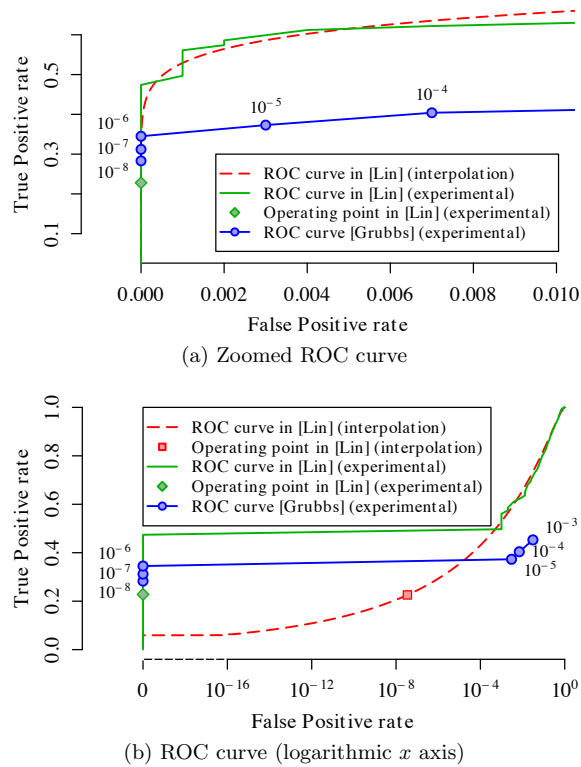 True Positive rate
0.1 0.3 0.5
10⁻⁶
10⁻⁷
10⁻⁸
10⁻⁵
10⁻⁴
ROC curve in [Lin] (interpolation)
ROC curve in [Lin] (experimental)
Operating point in [Lin] (experimental)
ROC curve [Grubbs] (experimental)
0.000 0.002 0.004 0.006 0.008 0.010
False Positive rate
(a) Zoomed ROC curve
True Positive rate
0.0 0.2 0.4 0.6 0.8 1.0
ROC curve in [Lin] (interpolation)
Operating point in [Lin] (interpolation)
ROC curve in [Lin] (experimental)
Operating point in [Lin] (experimental)
ROC curve [Grubbs] (experimental)
10⁻⁶
10⁻⁷
10⁻⁸
10⁻³
10⁻⁴
10⁻⁵
0 10⁻¹⁶ 10⁻¹² 10⁻⁸ 10⁻⁴ 10⁰
False Positive rate
(b) ROC curve (logarithmic x axis)